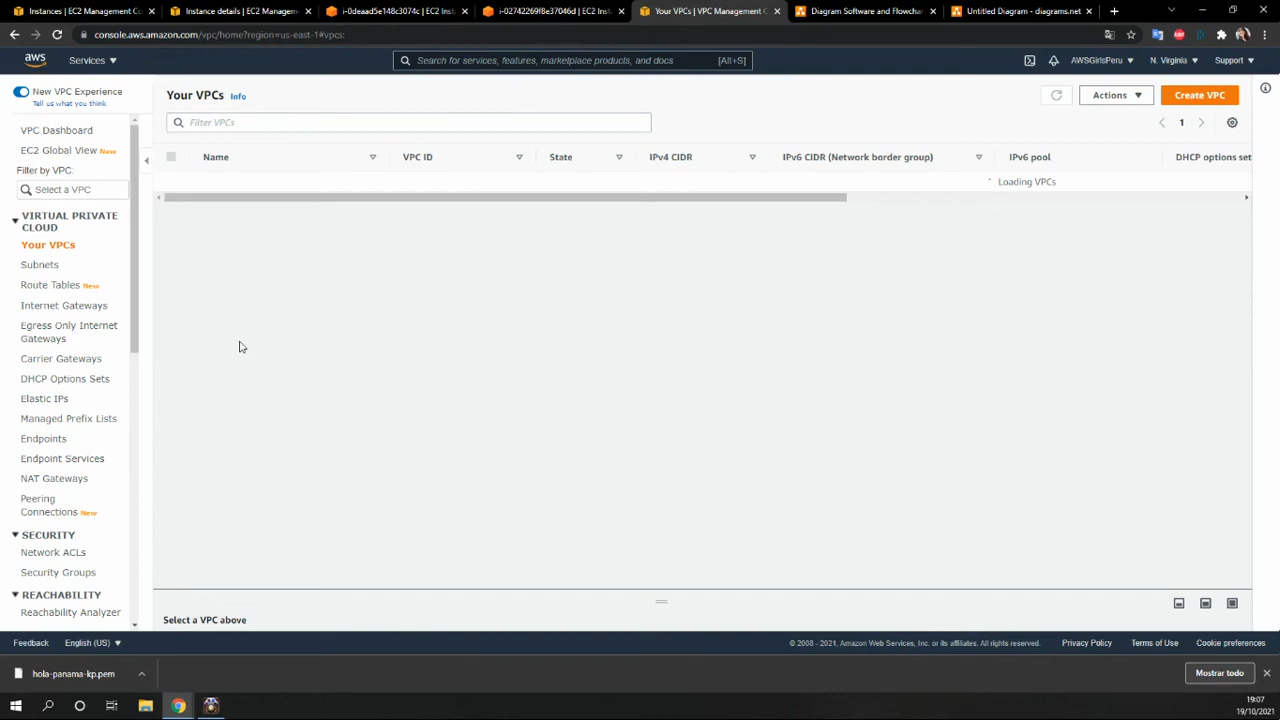 Instances | EC2 Management Co
Instance details | EC2 Managem
i-0deaad5e148c3074c | EC2 Inst
i-02742269f8e37046d | EC2 Inst
Your VPCs | VPC Management C
Diagram Software and Flowchar
Untitled Diagram - diagrams.net
console.aws.amazon.com/vpc/home?region=us-east-1#vpcs:
aws
Services
Search for services, features, marketplace products, and docs
[Alt+S]
AWSGirlsPeru
N. Virginia
Support
New VPC Experience
Tell us what you think
Your VPCs
Info
Actions
Create VPC
Filter VPCs
1
VPC Dashboard
EC2 Global View New
Filter by VPC:
Select a VPC
Name
VPC ID
State
IPv4 CIDR
IPv6 CIDR (Network border group)
IPv6 pool
DHCP options set
Loading VPCs
VIRTUAL PRIVATE
CLOUD
Your VPCs
Subnets
Route Tables New
Internet Gateways
Egress Only Internet
Gateways
Carrier Gateways
DHCP Options Sets
Elastic IPs
Managed Prefix Lists
Endpoints
Endpoint Services
NAT Gateways
Peering
Connections New
SECURITY
Network ACLs
Security Groups
REACHABILITY
Reachability Analyzer
Select a VPC above
Feedback
English (US)
© 2008 - 2021, Amazon Web Services, Inc. or its affiliates. All rights reserved.
Privacy Policy
Terms of Use
Cookie preferences
hola-panama-kp.pem
Mostrar todo
19:07
19/10/2021